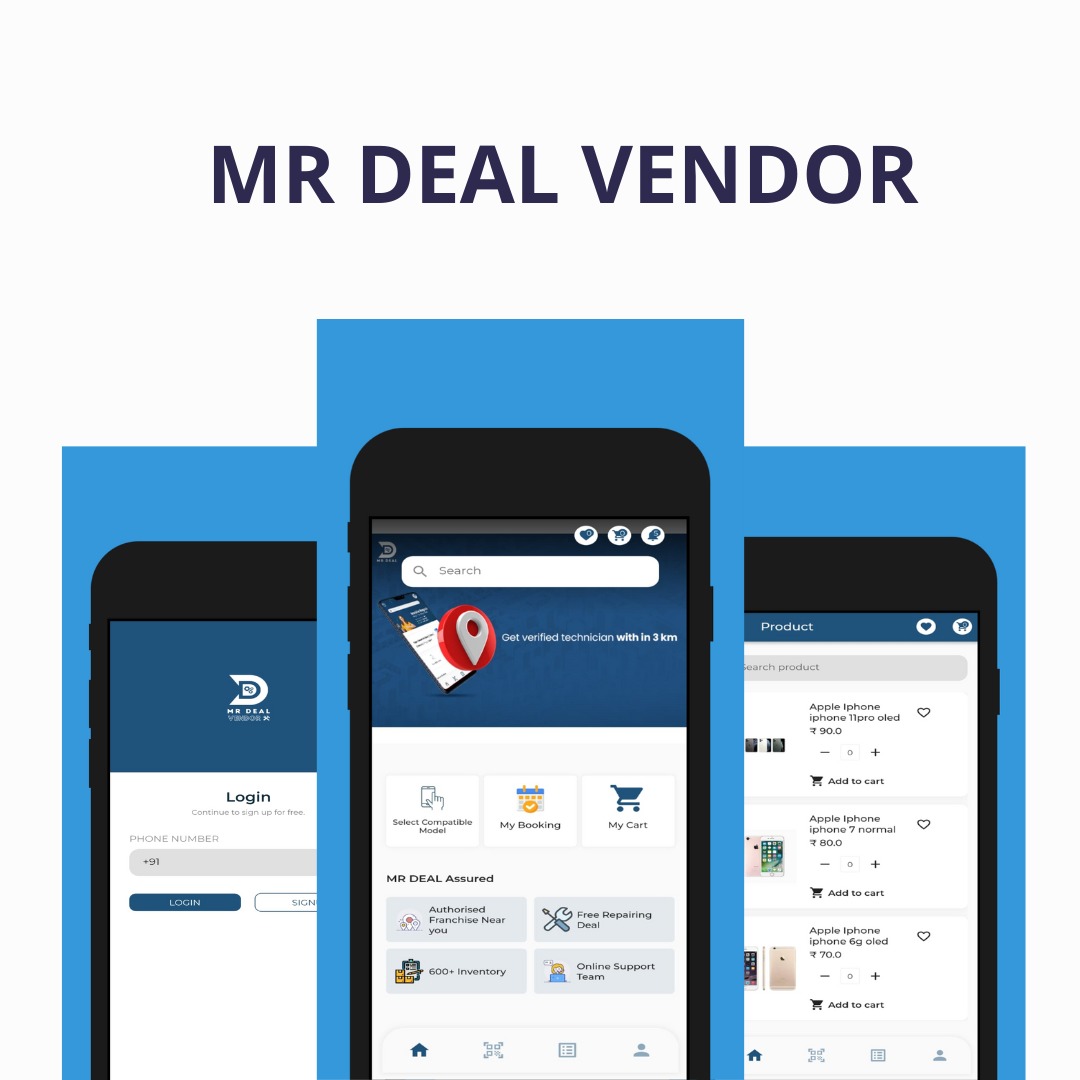 MR DEAL VENDOR
MR DEAL
VENDOR
Login
Continue to sign up for free.
PHONE NUMBER
+91
LOGIN
SIGN
MR DEAL
Search
Get verified technician with in 3 km
Select Compatible
Model
My Booking
My Cart
MR DEAL Assured
Authorised
Franchise Near
you
Free Repairing
Deal
600+ Inventory
Online Support
Team
Product
Search product
Apple Iphone
iphone 11pro oled
₹ 90.0
0
Add to cart
Apple Iphone
iphone 7 normal
₹ 80.0
0
Add to cart
Apple Iphone
iphone 6g oled
₹ 70.0
0
Add to cart